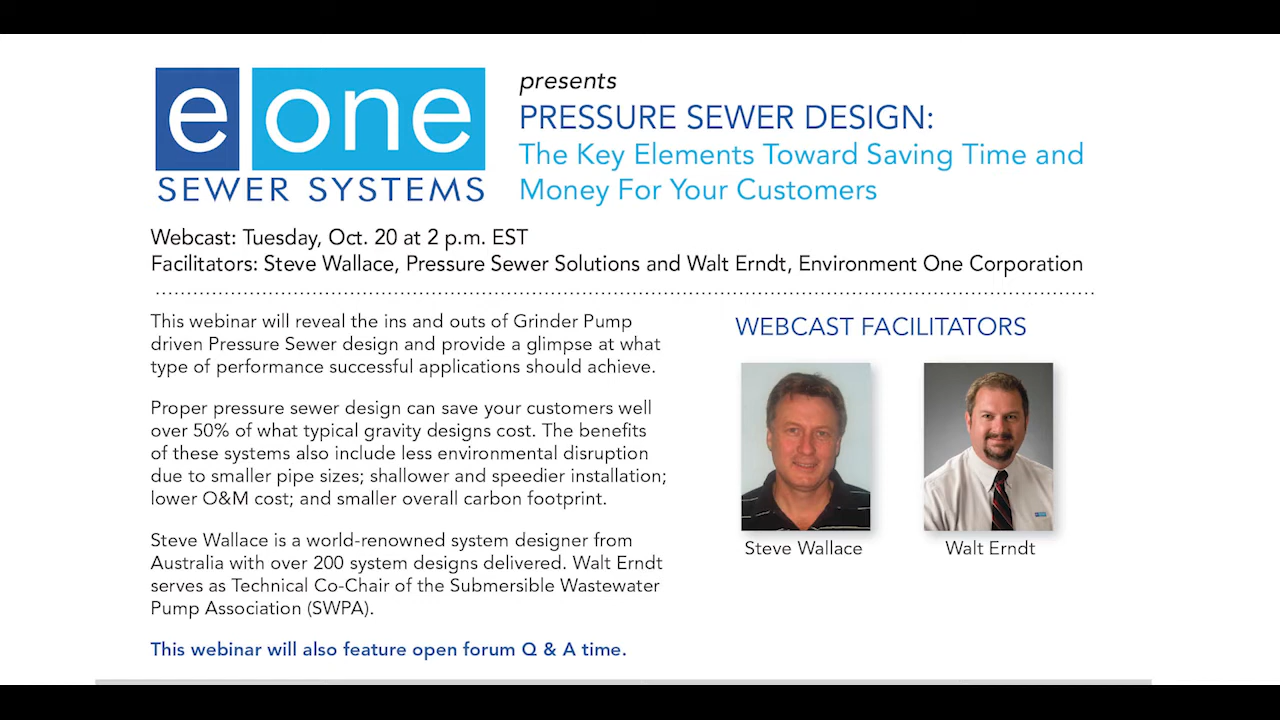 e one
SEWER SYSTEMS
presents
PRESSURE SEWER DESIGN:
The Key Elements Toward Saving Time and
Money For Your Customers
Webcast: Tuesday, Oct. 20 at 2 p.m. EST
Facilitators: Steve Wallace, Pressure Sewer Solutions and Walt Erndt, Environment One Corporation
This webinar will reveal the ins and outs of Grinder Pump
driven Pressure Sewer design and provide a glimpse at what
type of performance successful applications should achieve.
Proper pressure sewer design can save your customers well
over 50% of what typical gravity designs cost. The benefits
of these systems also include less environmental disruption
due to smaller pipe sizes; shallower and speedier installation;
lower O&M cost; and smaller overall carbon footprint.
Steve Wallace is a world-renowned system designer from
Australia with over 200 system designs delivered. Walt Erndt
serves as Technical Co-Chair of the Submersible Wastewater
Pump Association (SWPA).
This webinar will also feature open forum Q & A time.
WEBCAST FACILITATORS
Steve Wallace
Walt Erndt